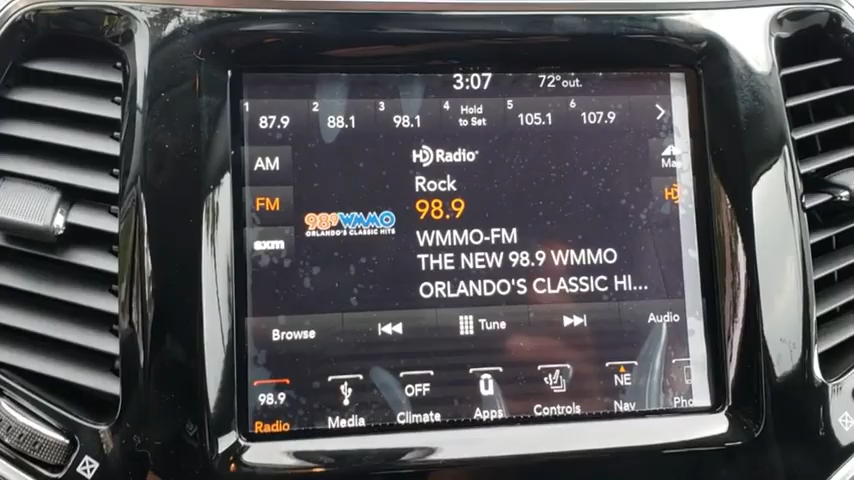 3:07 72°out.
1 87.9 2 88.1 3 98.1 4 Hold to Set 5 105.1 6 107.9
AM
HD Radio
Rock
FM
98.9
HD
98.9 WMMO
ORLANDO'S CLASSIC HITS
WMMO-FM
sxm
THE NEW 98.9 WMMO
ORLANDO'S CLASSIC HI...
Browse Tune Audio
98.9 OFF NE
Radio Media Climate Apps Controls Nav